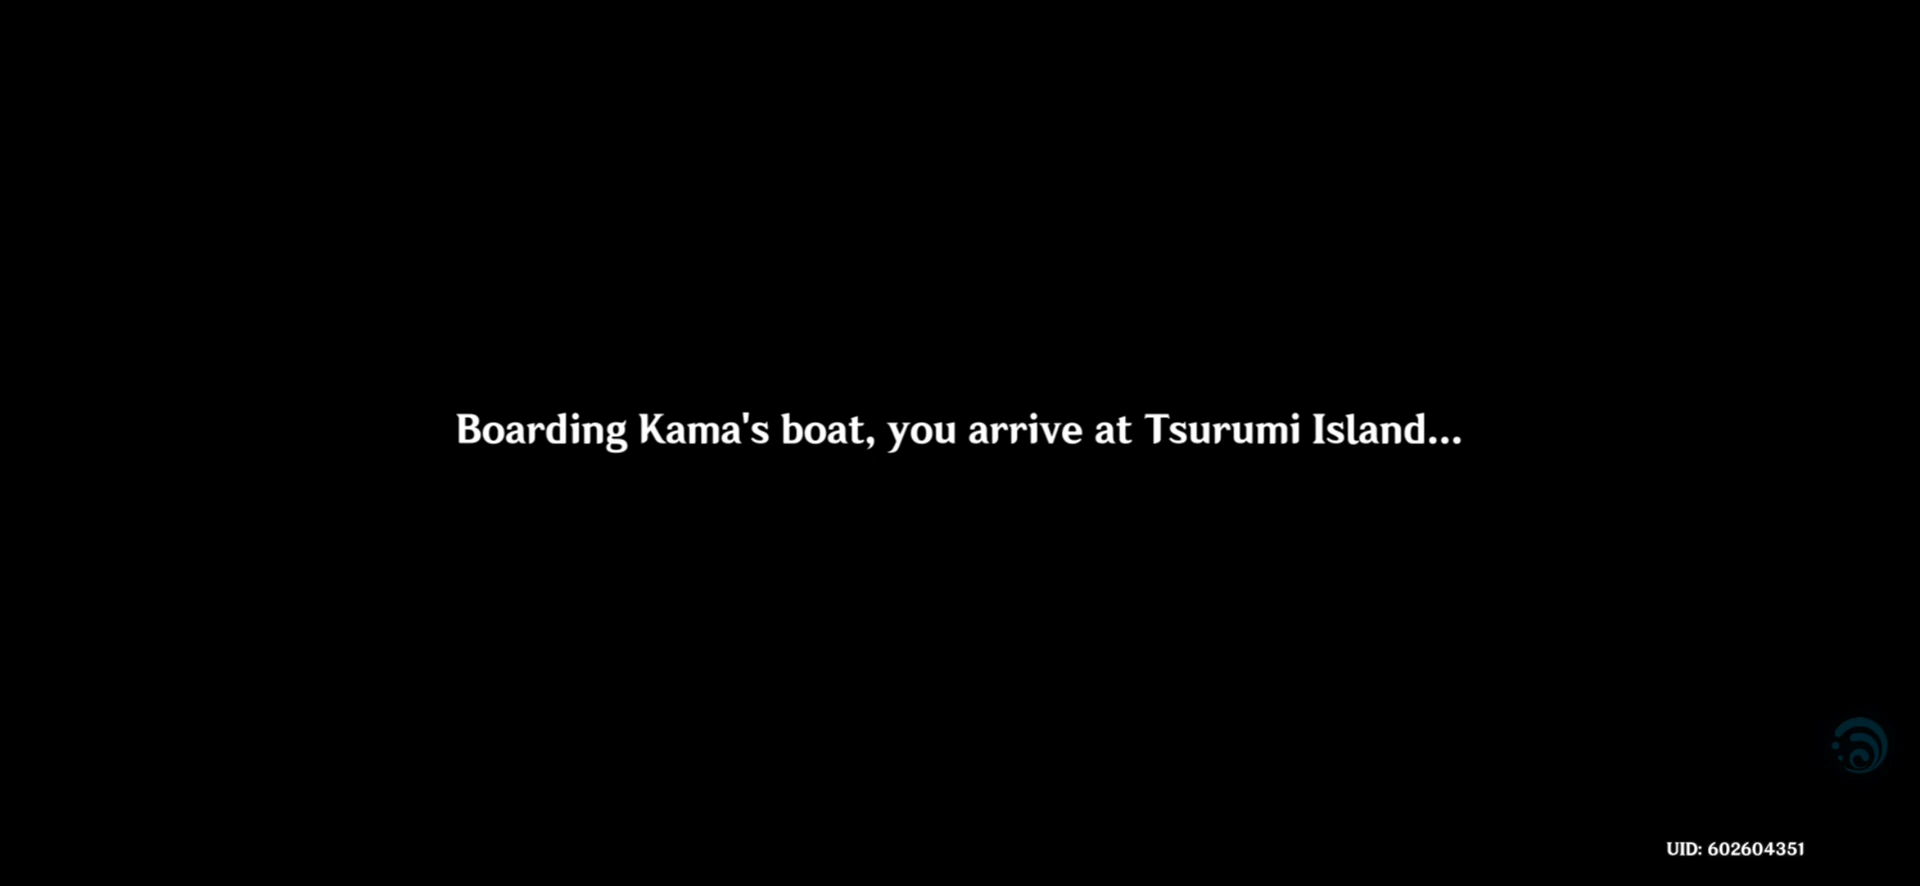 Boarding Kama's boat, you arrive at Tsurumi Island...
UID: 602604351